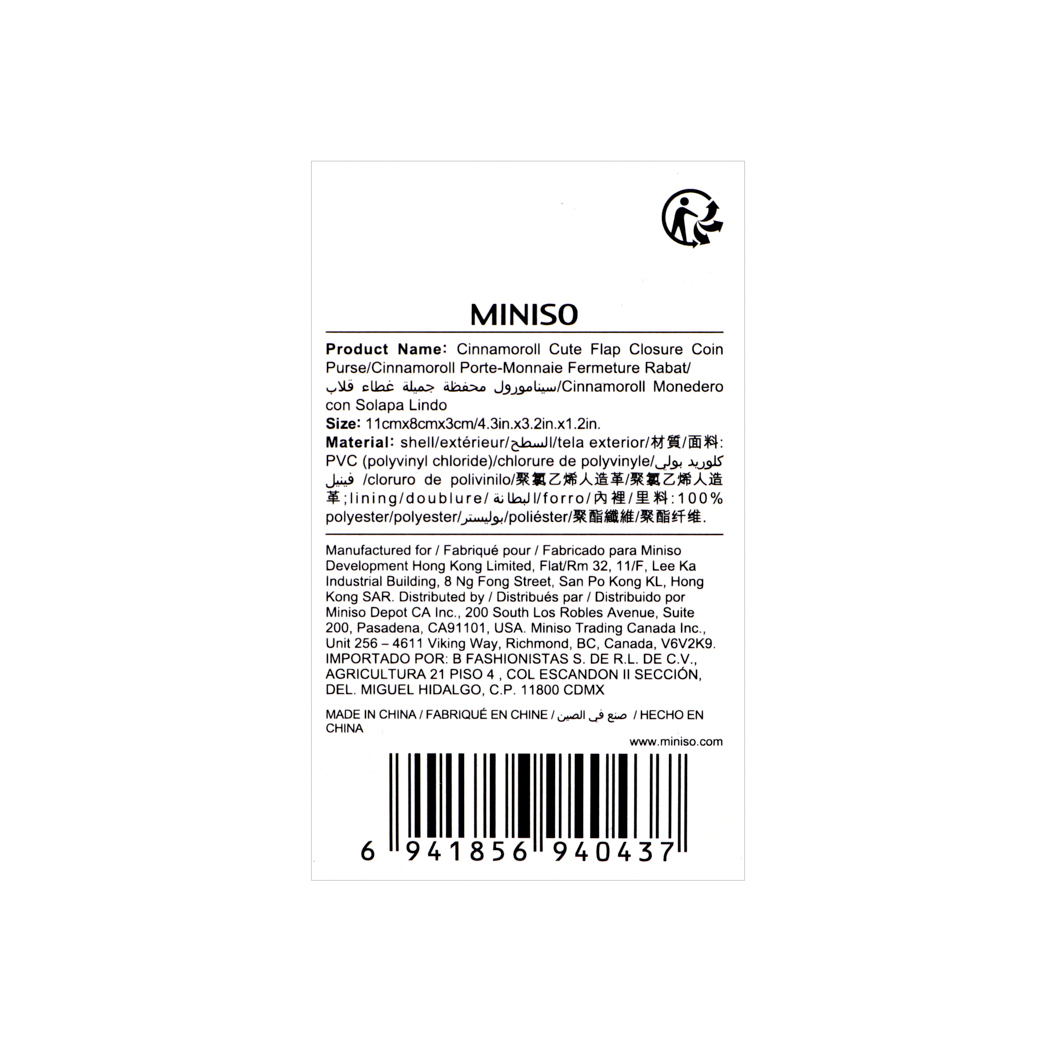 MINISO
Product Name: Cinnamoroll Cute Flap Closure Coin
Purse/Cinnamoroll Porte-Monnaie Fermeture Rabat/
سينامورول محفظة جميلة غطاء قلاب/Cinnamoroll Monedero
con Solapa Lindo
Size: 11cmx8cmx3cm/4.3in.x3.2in.x1.2in.
Material: shell/extérieur/السطح/tela exterior/材質/面料:
PVC (polyvinyl chloride)/chlorure de polyvinyle/كلوريد بولي
فينيل /cloruro de polivinilo/聚氯乙烯人造革/聚氯乙烯人造
革;lining/doublure/البطانة/forro/內裡/里料:100%
polyester/polyester/بوليستر/poliéster/聚酯纖維/聚酯纤维.
Manufactured for / Fabriqué pour / Fabricado para Miniso
Development Hong Kong Limited, Flat/Rm 32, 11/F, Lee Ka
Industrial Building, 8 Ng Fong Street, San Po Kong KL, Hong
Kong SAR. Distributed by / Distribués par / Distribuido por
Miniso Depot CA Inc., 200 South Los Robles Avenue, Suite
200, Pasadena, CA91101, USA. Miniso Trading Canada Inc.,
Unit 256 – 4611 Viking Way, Richmond, BC, Canada, V6V2K9.
IMPORTADO POR: B FASHIONISTAS S. DE R.L. DE C.V.,
AGRICULTURA 21 PISO 4 , COL ESCANDON II SECCIÓN,
DEL. MIGUEL HIDALGO, C.P. 11800 CDMX
MADE IN CHINA / FABRIQUÉ EN CHINE / صنع في الصين / HECHO EN
CHINA
www.miniso.com
6 941856 940437